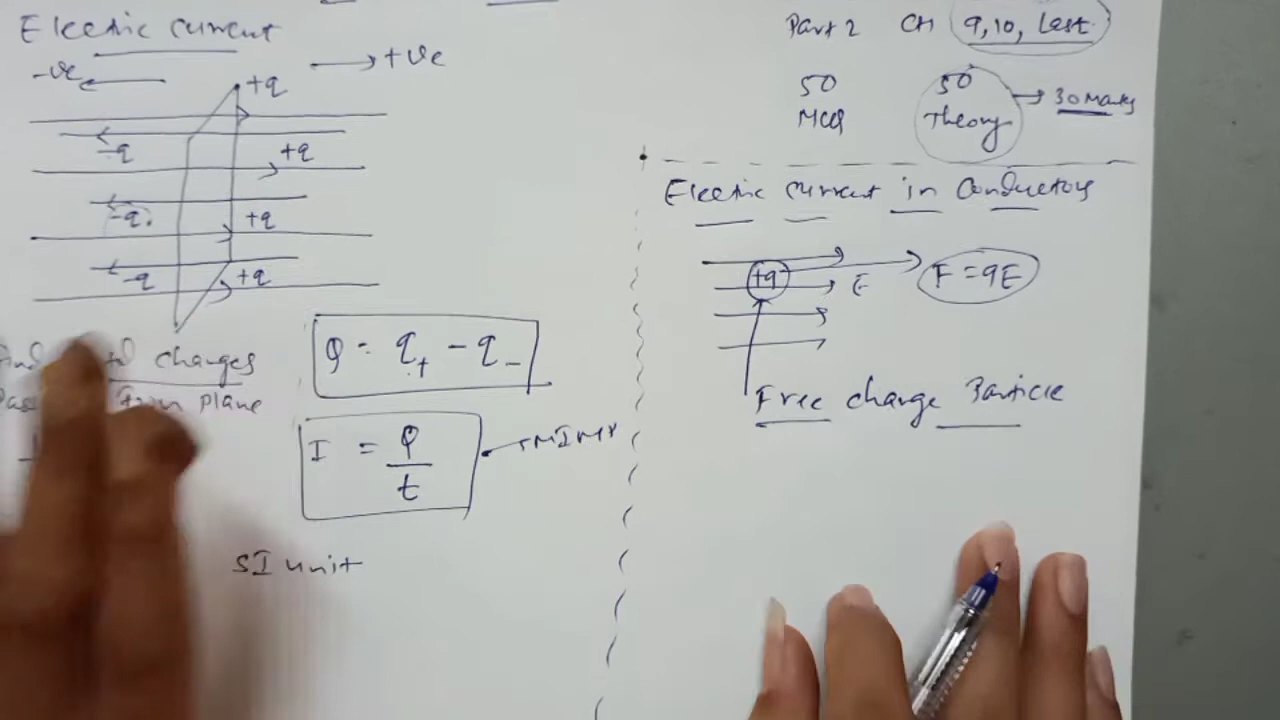 Electric current
-ve
+ve
+q
-q
+q
-q
+q
-q
+q
charges
plane
Q = q+ - q-
I = Q/t
SI unit
Part 2 CH 9,10, Last
50 50
MCQ Theory → 30 Marks
Electric current in Conductors
+q E F = qE
Free charge Particle